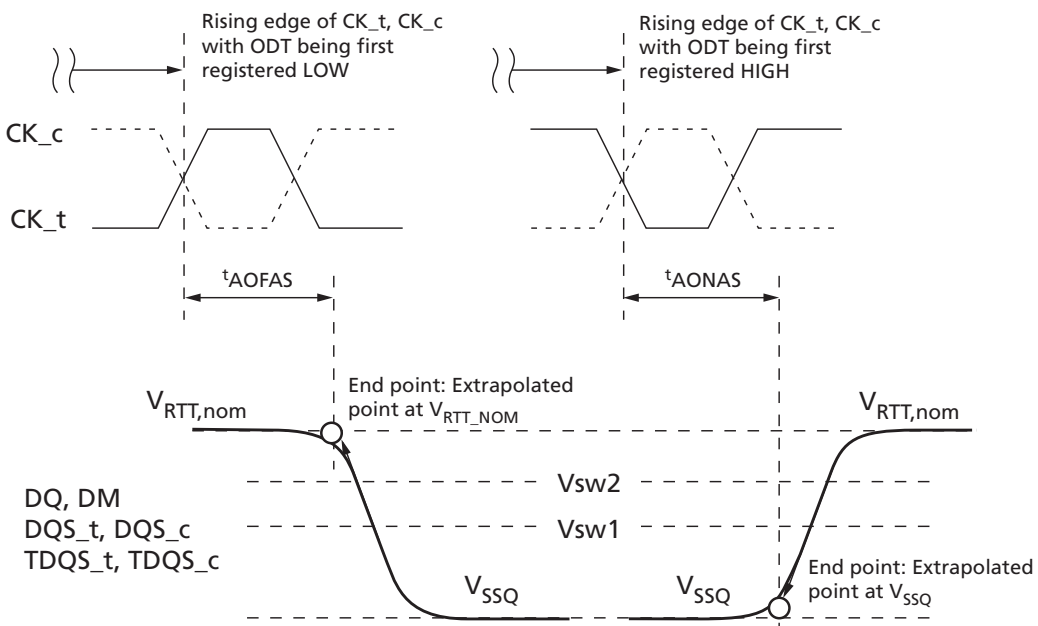 Rising edge of CK_t, CK_c
with ODT being first
registered LOW
Rising edge of CK_t, CK_c
with ODT being first
registered HIGH
CK_c
CK_t
tAOFAS
tAONAS
End point: Extrapolated
point at VRTT_NOM
VRTT,nom
VRTT,nom
Vsw2
DQ, DM
DQS_t, DQS_c
TDQS_t, TDQS_c
Vsw1
VSSQ
VSSQ
End point: Extrapolated
point at VSSQ